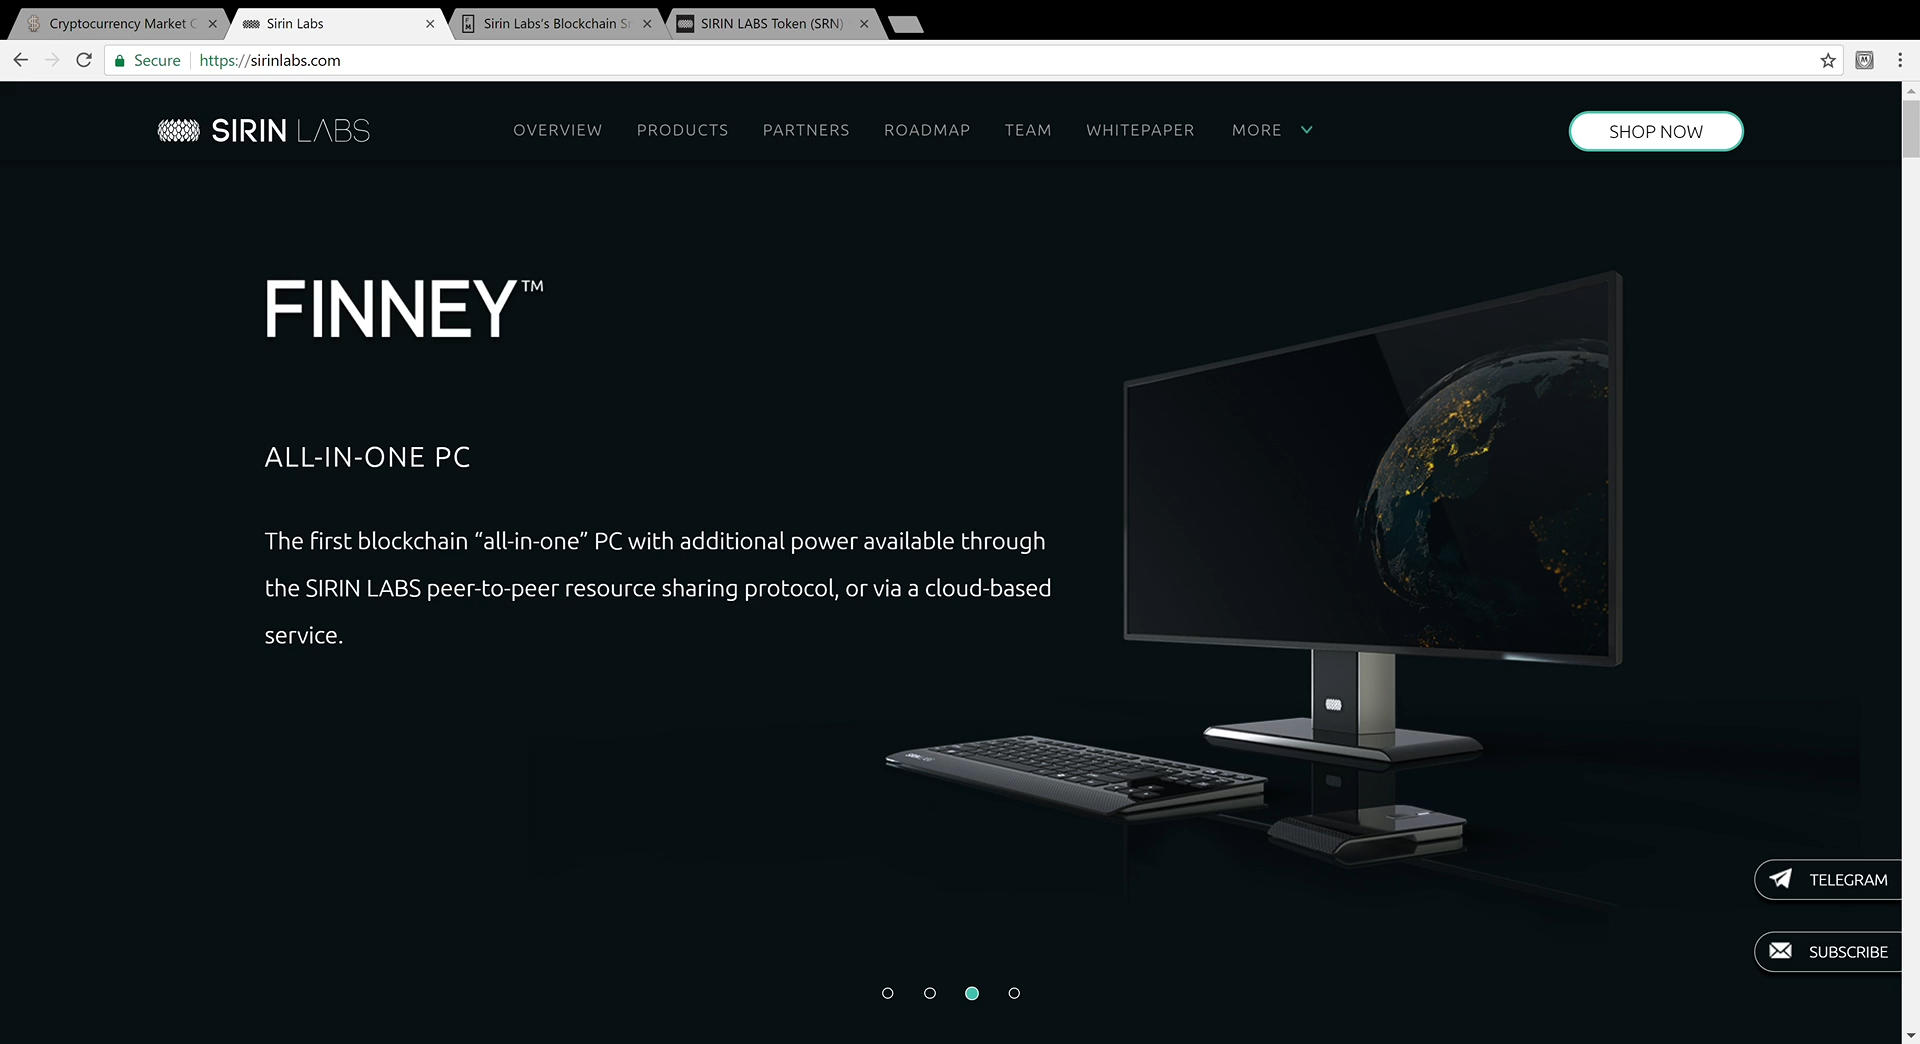 Cryptocurrency Market C
Sirin Labs
Sirin Labs's Blockchain Sr
SIRIN LABS Token (SRN)
Secure
https://sirinlabs.com
SIRIN LABS
OVERVIEW
PRODUCTS
PARTNERS
ROADMAP
TEAM
WHITEPAPER
MORE
SHOP NOW
FINNEY™
ALL-IN-ONE PC
The first blockchain “all-in-one” PC with additional power available through
the SIRIN LABS peer-to-peer resource sharing protocol, or via a cloud-based
service.
TELEGRAM
SUBSCRIBE